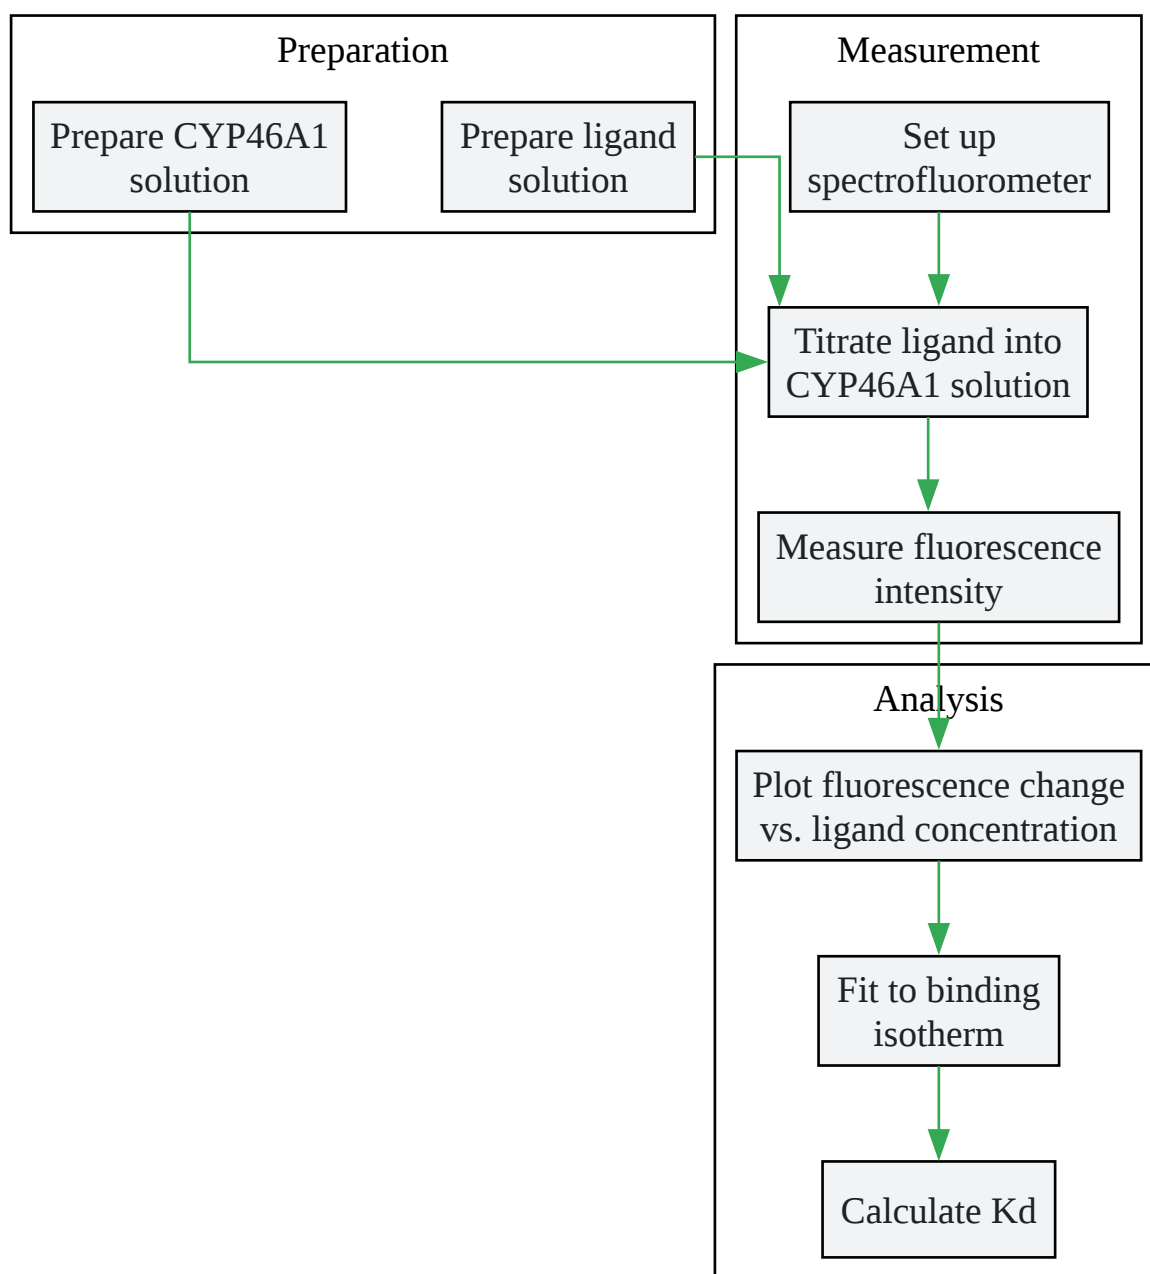 Preparation
Prepare CYP46A1
solution
Prepare ligand
solution
Measurement
Set up
spectrofluorometer
Titrate ligand into
CYP46A1 solution
Measure fluorescence
intensity
Analysis
Plot fluorescence change
vs. ligand concentration
Fit to binding
isotherm
Calculate Kd